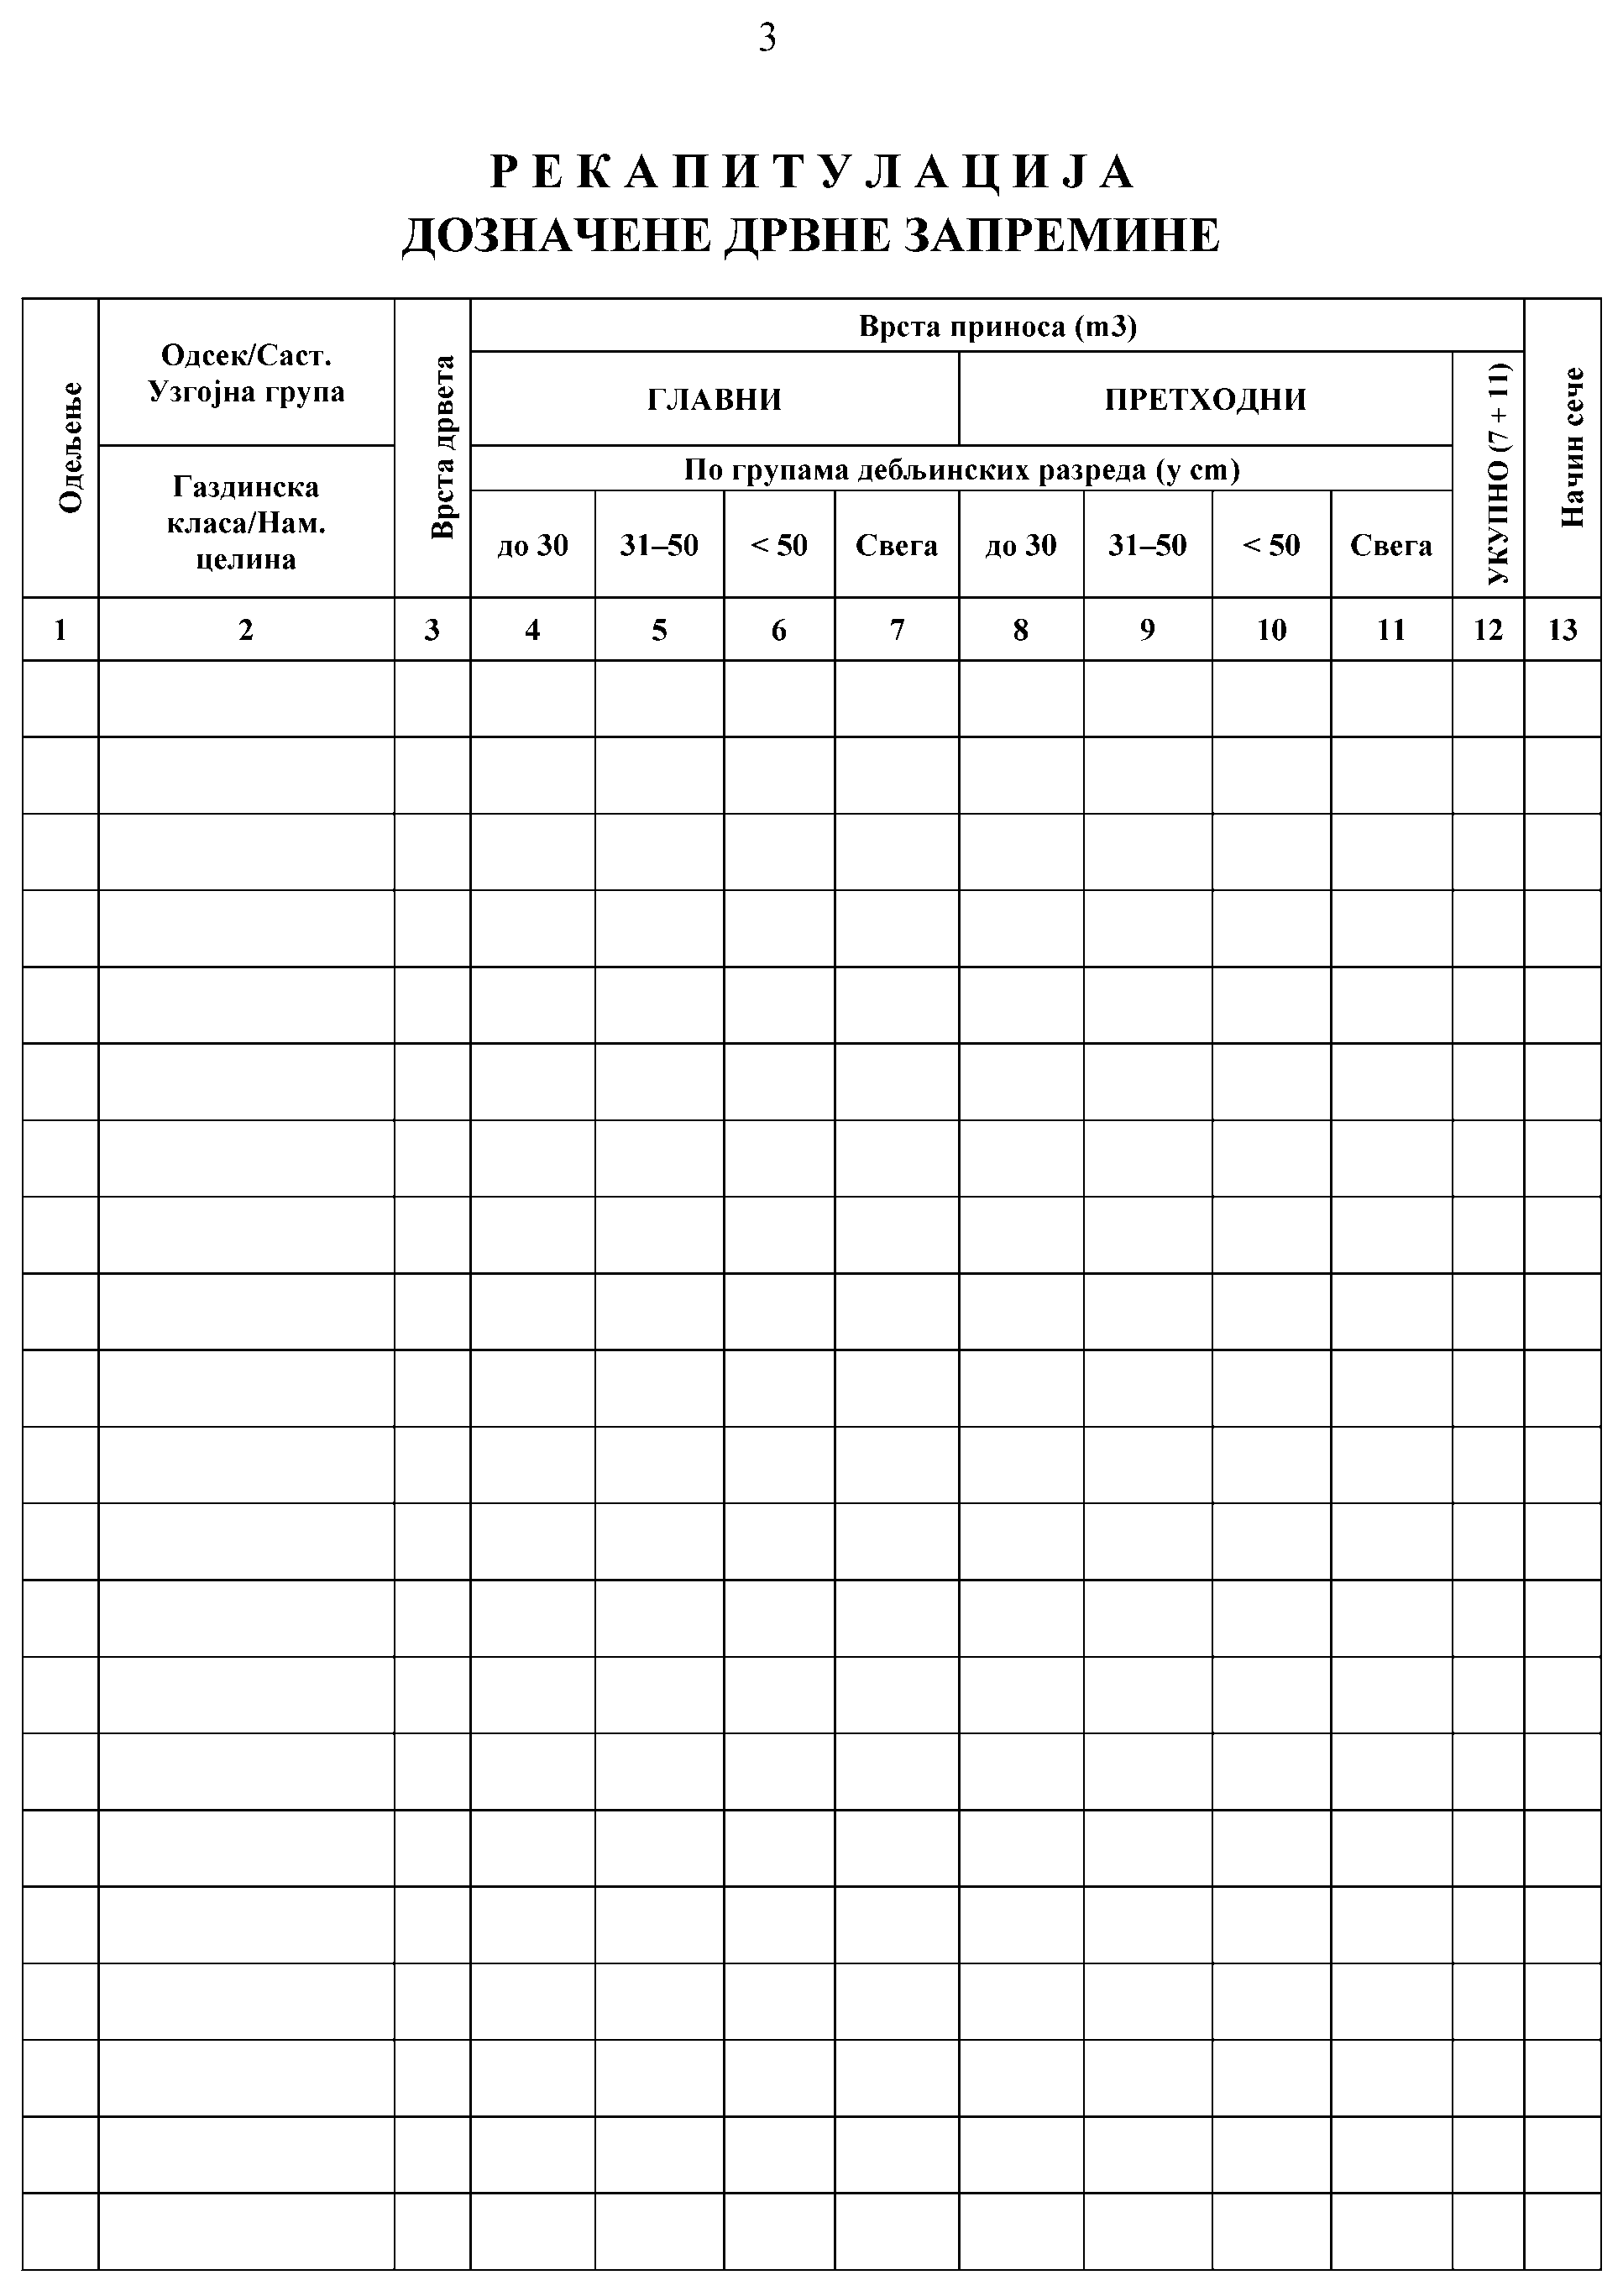 3
Р Е К А П И Т У Л А Ц И Ј А
ДОЗНАЧЕНЕ ДРВНЕ ЗАПРЕМИНЕ
Одељење
Одсек/Саст.
Узгојна група
Газдинска
класа/Нам.
целина
Врста дрвета
Врста приноса (m3)
ГЛАВНИ
ПРЕТХОДНИ
По групама дебљинских разреда (у cm)
до 30
31–50
< 50
Свега
до 30
31–50
< 50
Свега
УКУПНО (7 + 11)
Начин сече
1 2 3 4 5 6 7 8 9 10 11 12 13